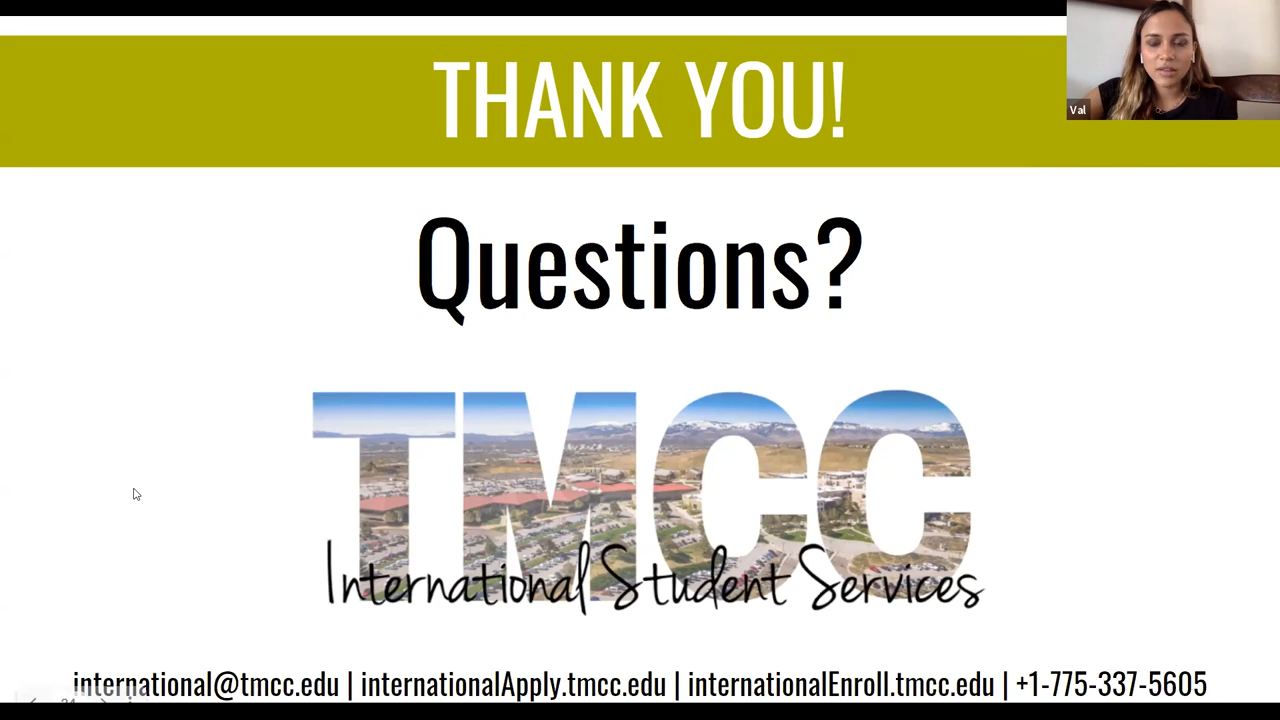 THANK YOU!
Val
Questions?
TMCC
International Student Services
international@tmcc.edu | internationalApply.tmcc.edu | internationalEnroll.tmcc.edu | +1-775-337-5605